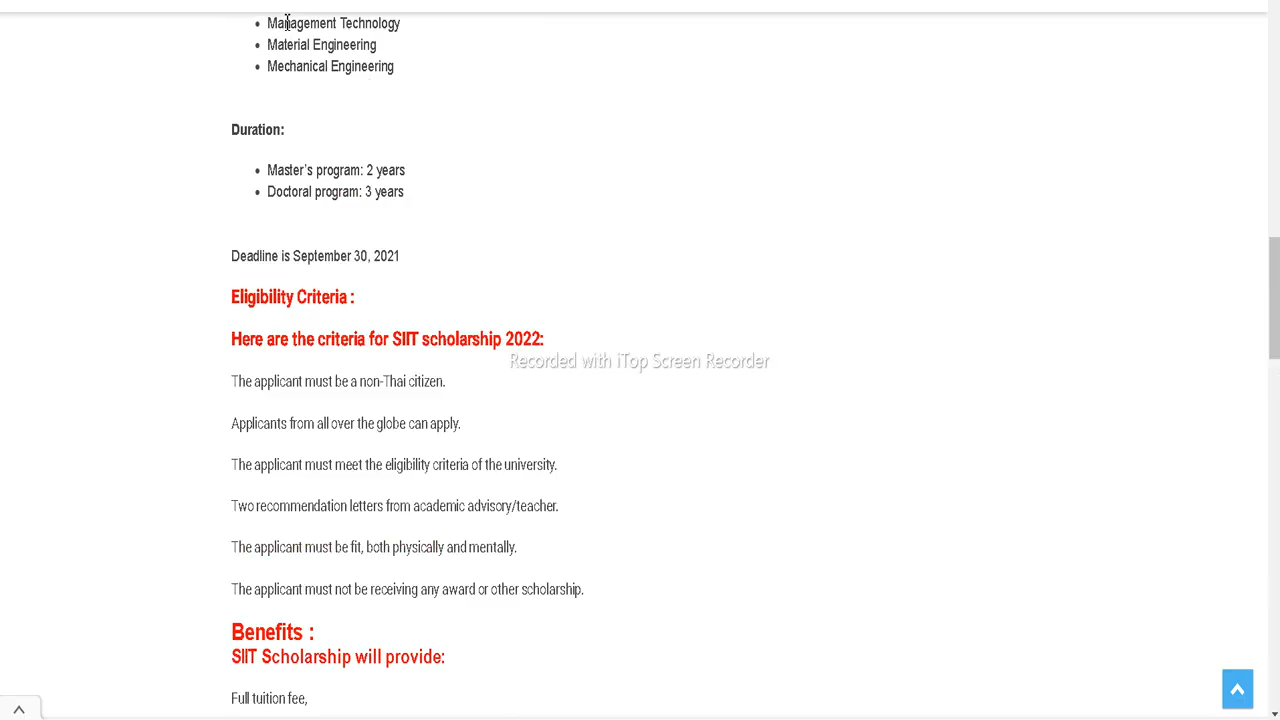 Management Technology
Material Engineering
Mechanical Engineering
Duration:
Master's program: 2 years
Doctoral program: 3 years
Deadline is September 30, 2021
Eligibility Criteria :
Here are the criteria for SIIT scholarship 2022:
Recorded with iTop Screen Recorder
The applicant must be a non-Thai citizen.
Applicants from all over the globe can apply.
The applicant must meet the eligibility criteria of the university.
Two recommendation letters from academic advisory/teacher.
The applicant must be fit, both physically and mentally.
The applicant must not be receiving any award or other scholarship.
Benefits :
SIIT Scholarship will provide:
Full tuition fee,